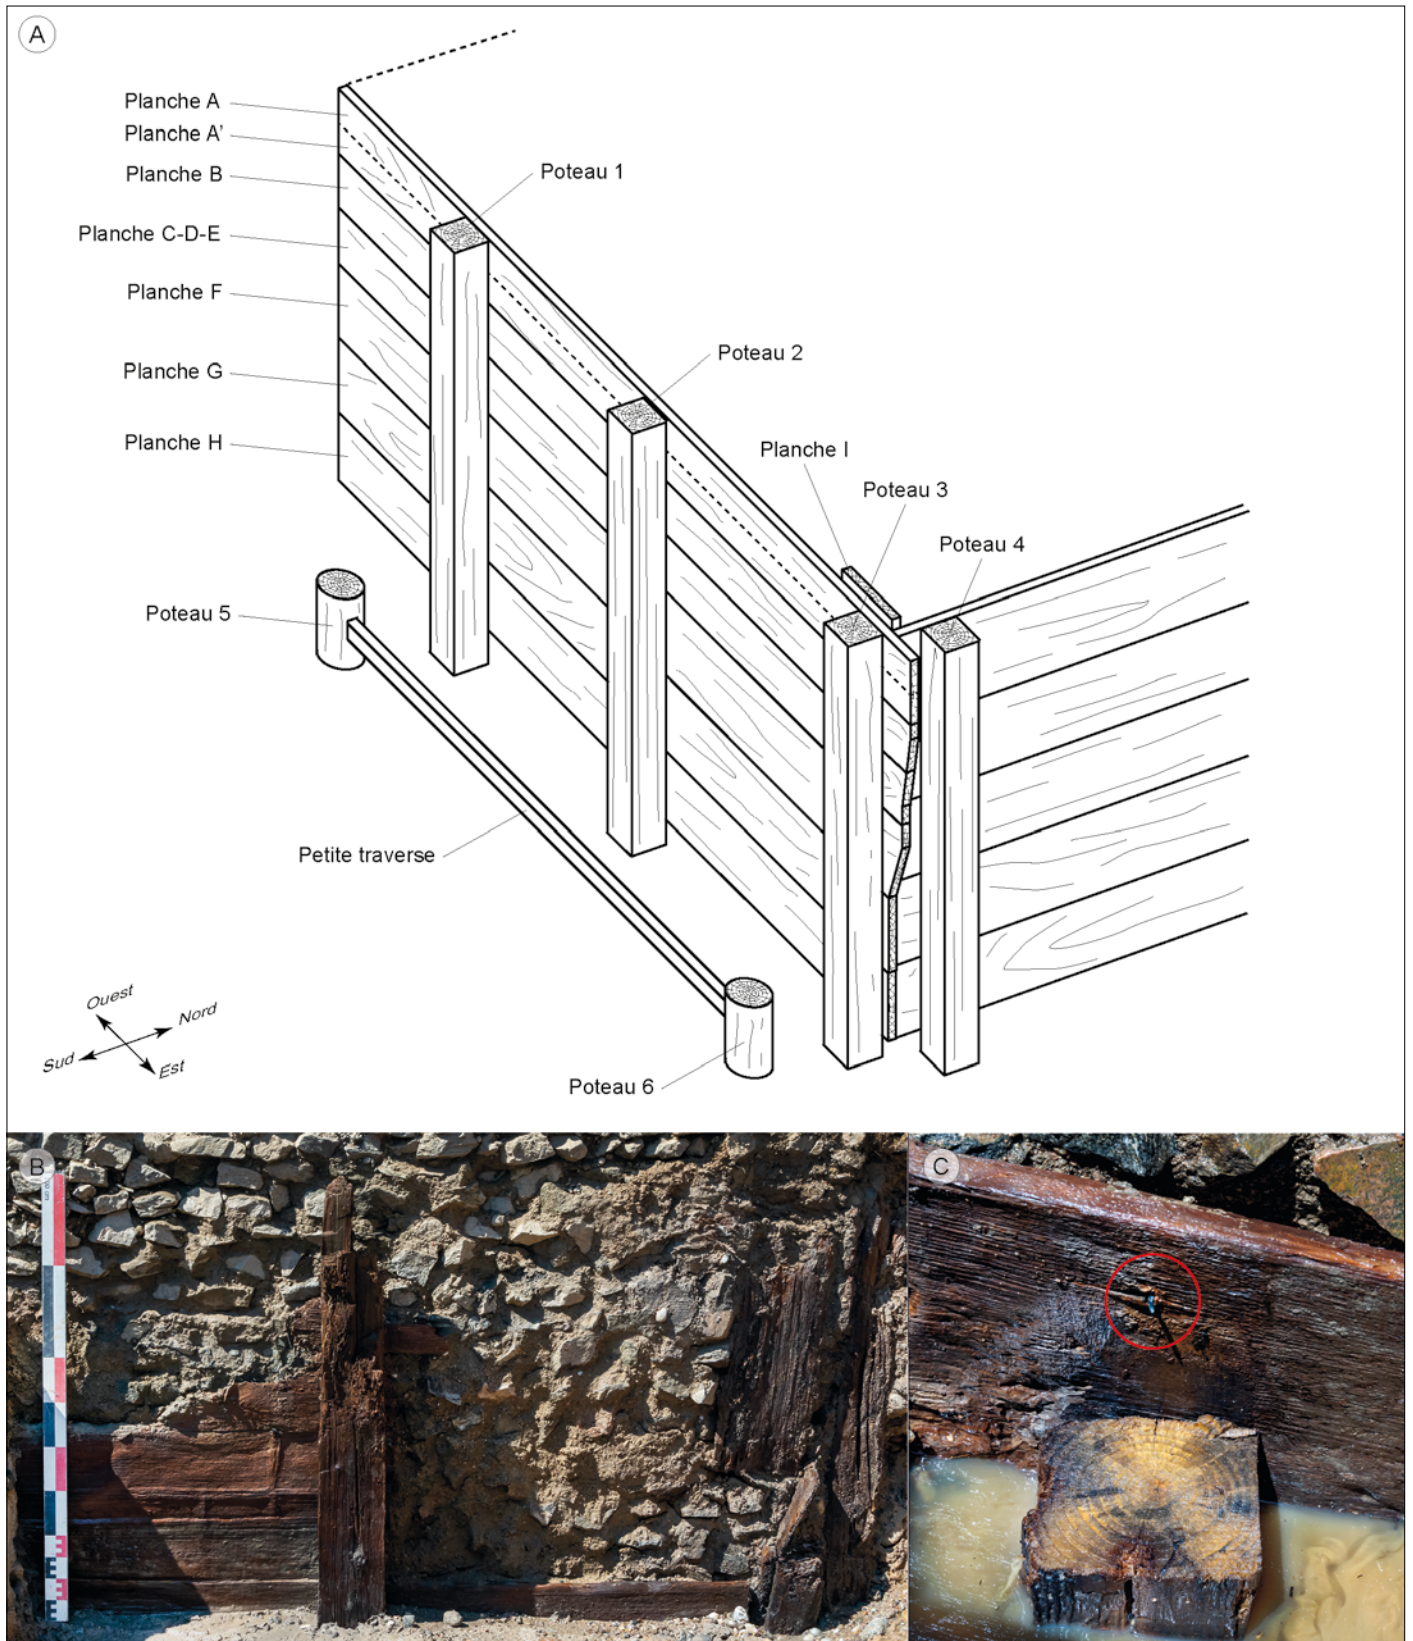 A
Planche A
Planche A'
Planche B
Planche C-D-E
Planche F
Planche G
Planche H
Poteau 1
Poteau 2
Planche I
Poteau 3
Poteau 4
Poteau 5
Petite traverse
Poteau 6
Ouest
Nord
Sud
Est
B
C